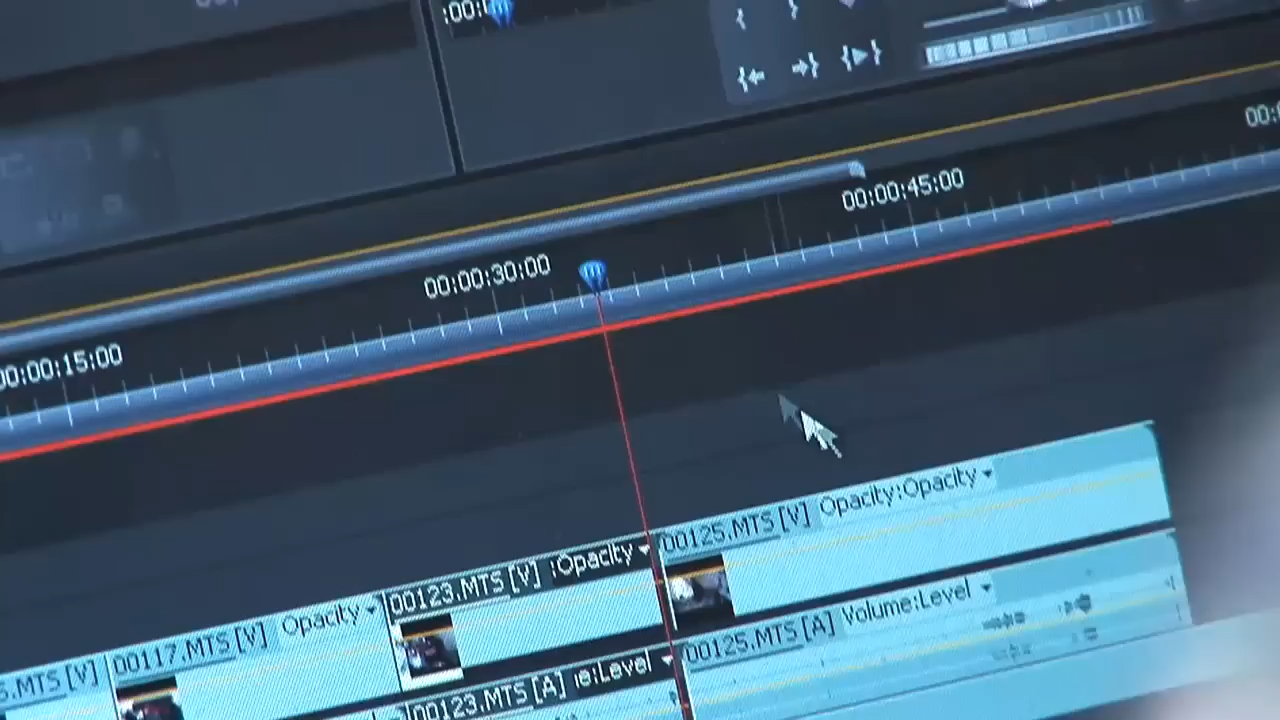 :00:0
00:00:45:00
00:00:30:00
00:00:15:00
00125.MTS [V] Opacity:Opacity
00123.MTS [V] :Opacity
00117.MTS [V] Opacity
.MTS [V]
00125.MTS [A] Volume:Level
00123.MTS [A] e:Level